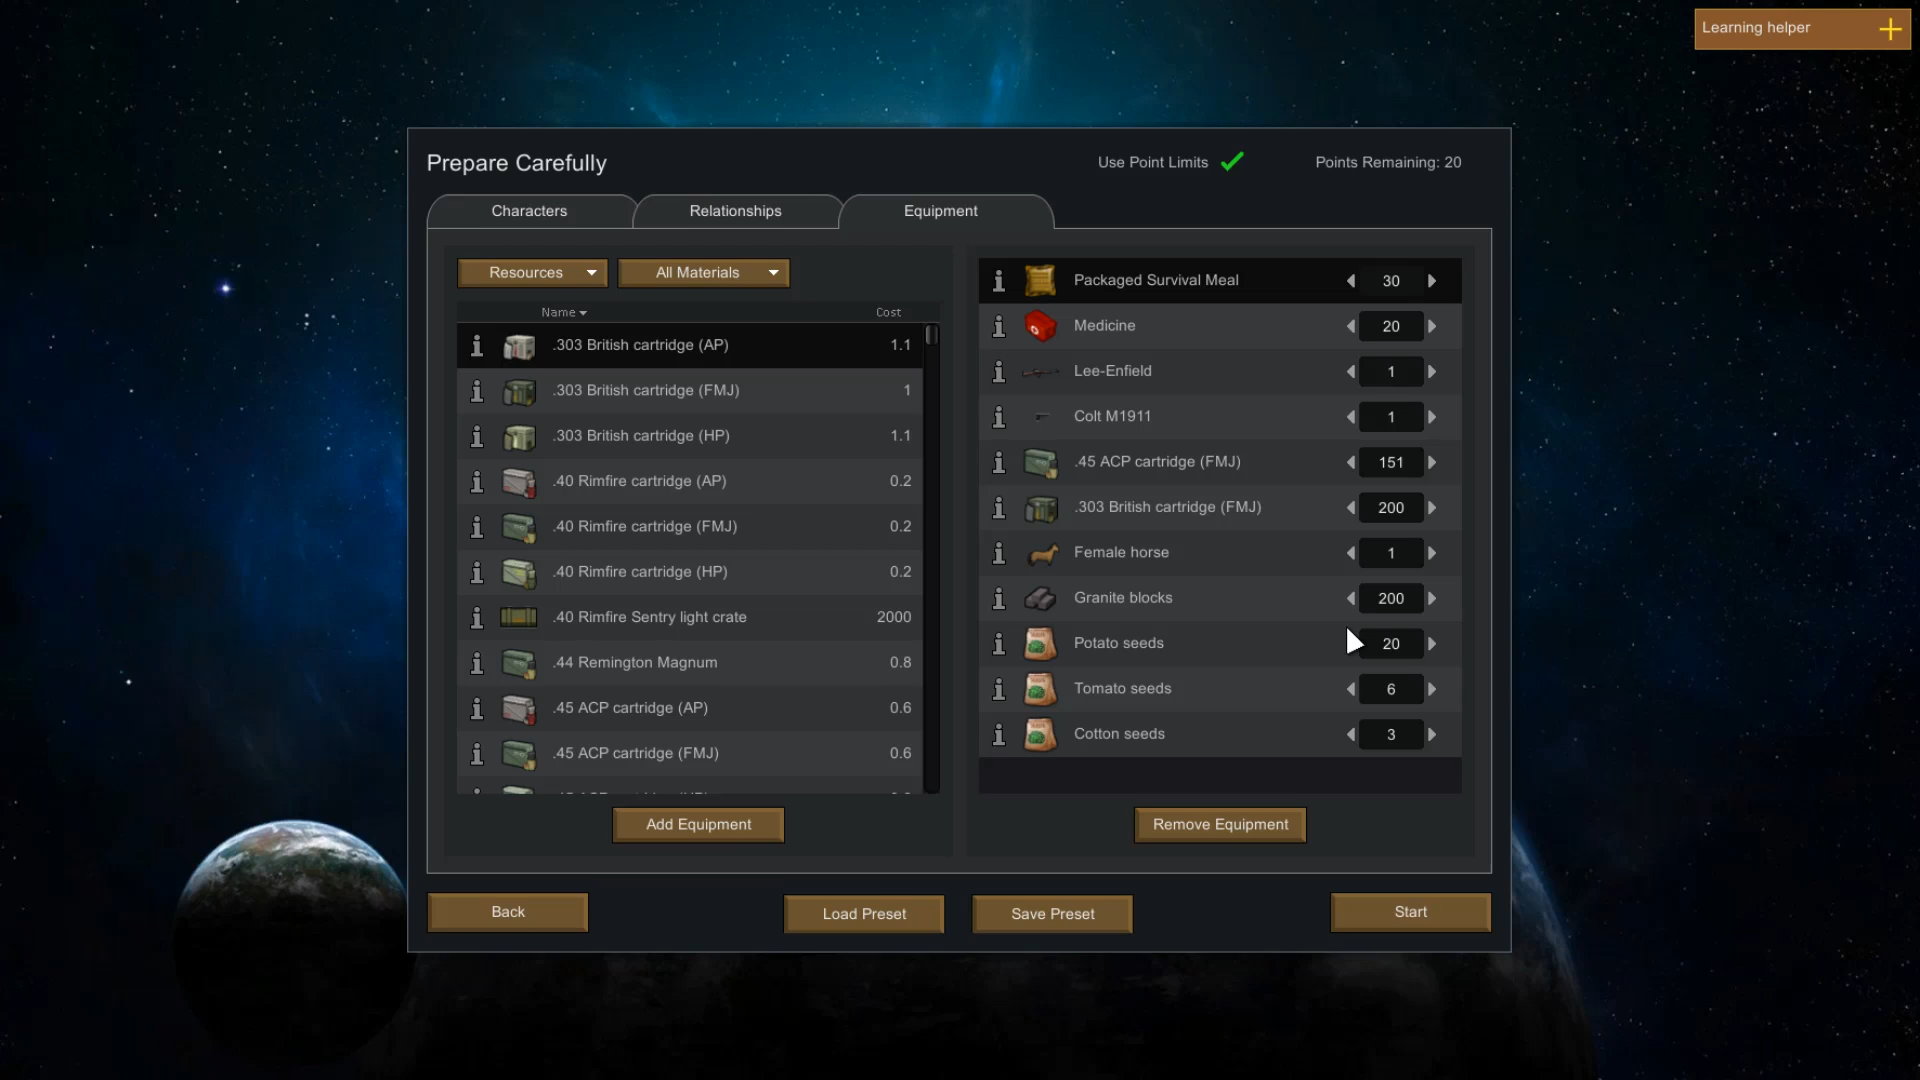 Learning helper
Prepare Carefully
Use Point Limits
Points Remaining: 20
Characters
Relationships
Equipment
Resources
All Materials
Name
Cost
.303 British cartridge (AP) 1.1
.303 British cartridge (FMJ) 1
.303 British cartridge (HP) 1.1
.40 Rimfire cartridge (AP) 0.2
.40 Rimfire cartridge (FMJ) 0.2
.40 Rimfire cartridge (HP) 0.2
.40 Rimfire Sentry light crate 2000
.44 Remington Magnum 0.8
.45 ACP cartridge (AP) 0.6
.45 ACP cartridge (FMJ) 0.6
Add Equipment
Packaged Survival Meal 30
Medicine 20
Lee-Enfield 1
Colt M1911 1
.45 ACP cartridge (FMJ) 151
.303 British cartridge (FMJ) 200
Female horse 1
Granite blocks 200
Potato seeds 20
Tomato seeds 6
Cotton seeds 3
Remove Equipment
Back
Load Preset
Save Preset
Start